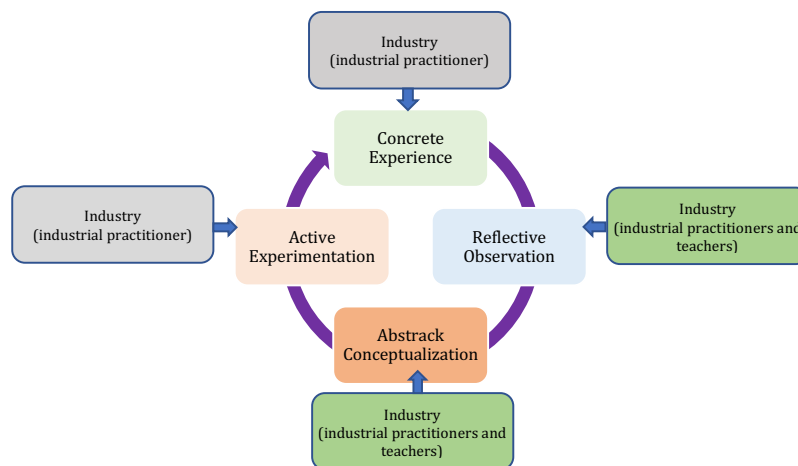 Industry
(industrial practitioner)
Concrete
Experience
Industry
(industrial practitioner)
Active
Experimentation
Reflective
Observation
Industry
(industrial practitioners and
teachers)
Abstrack
Conceptualization
Industry
(industrial practitioners and
teachers)